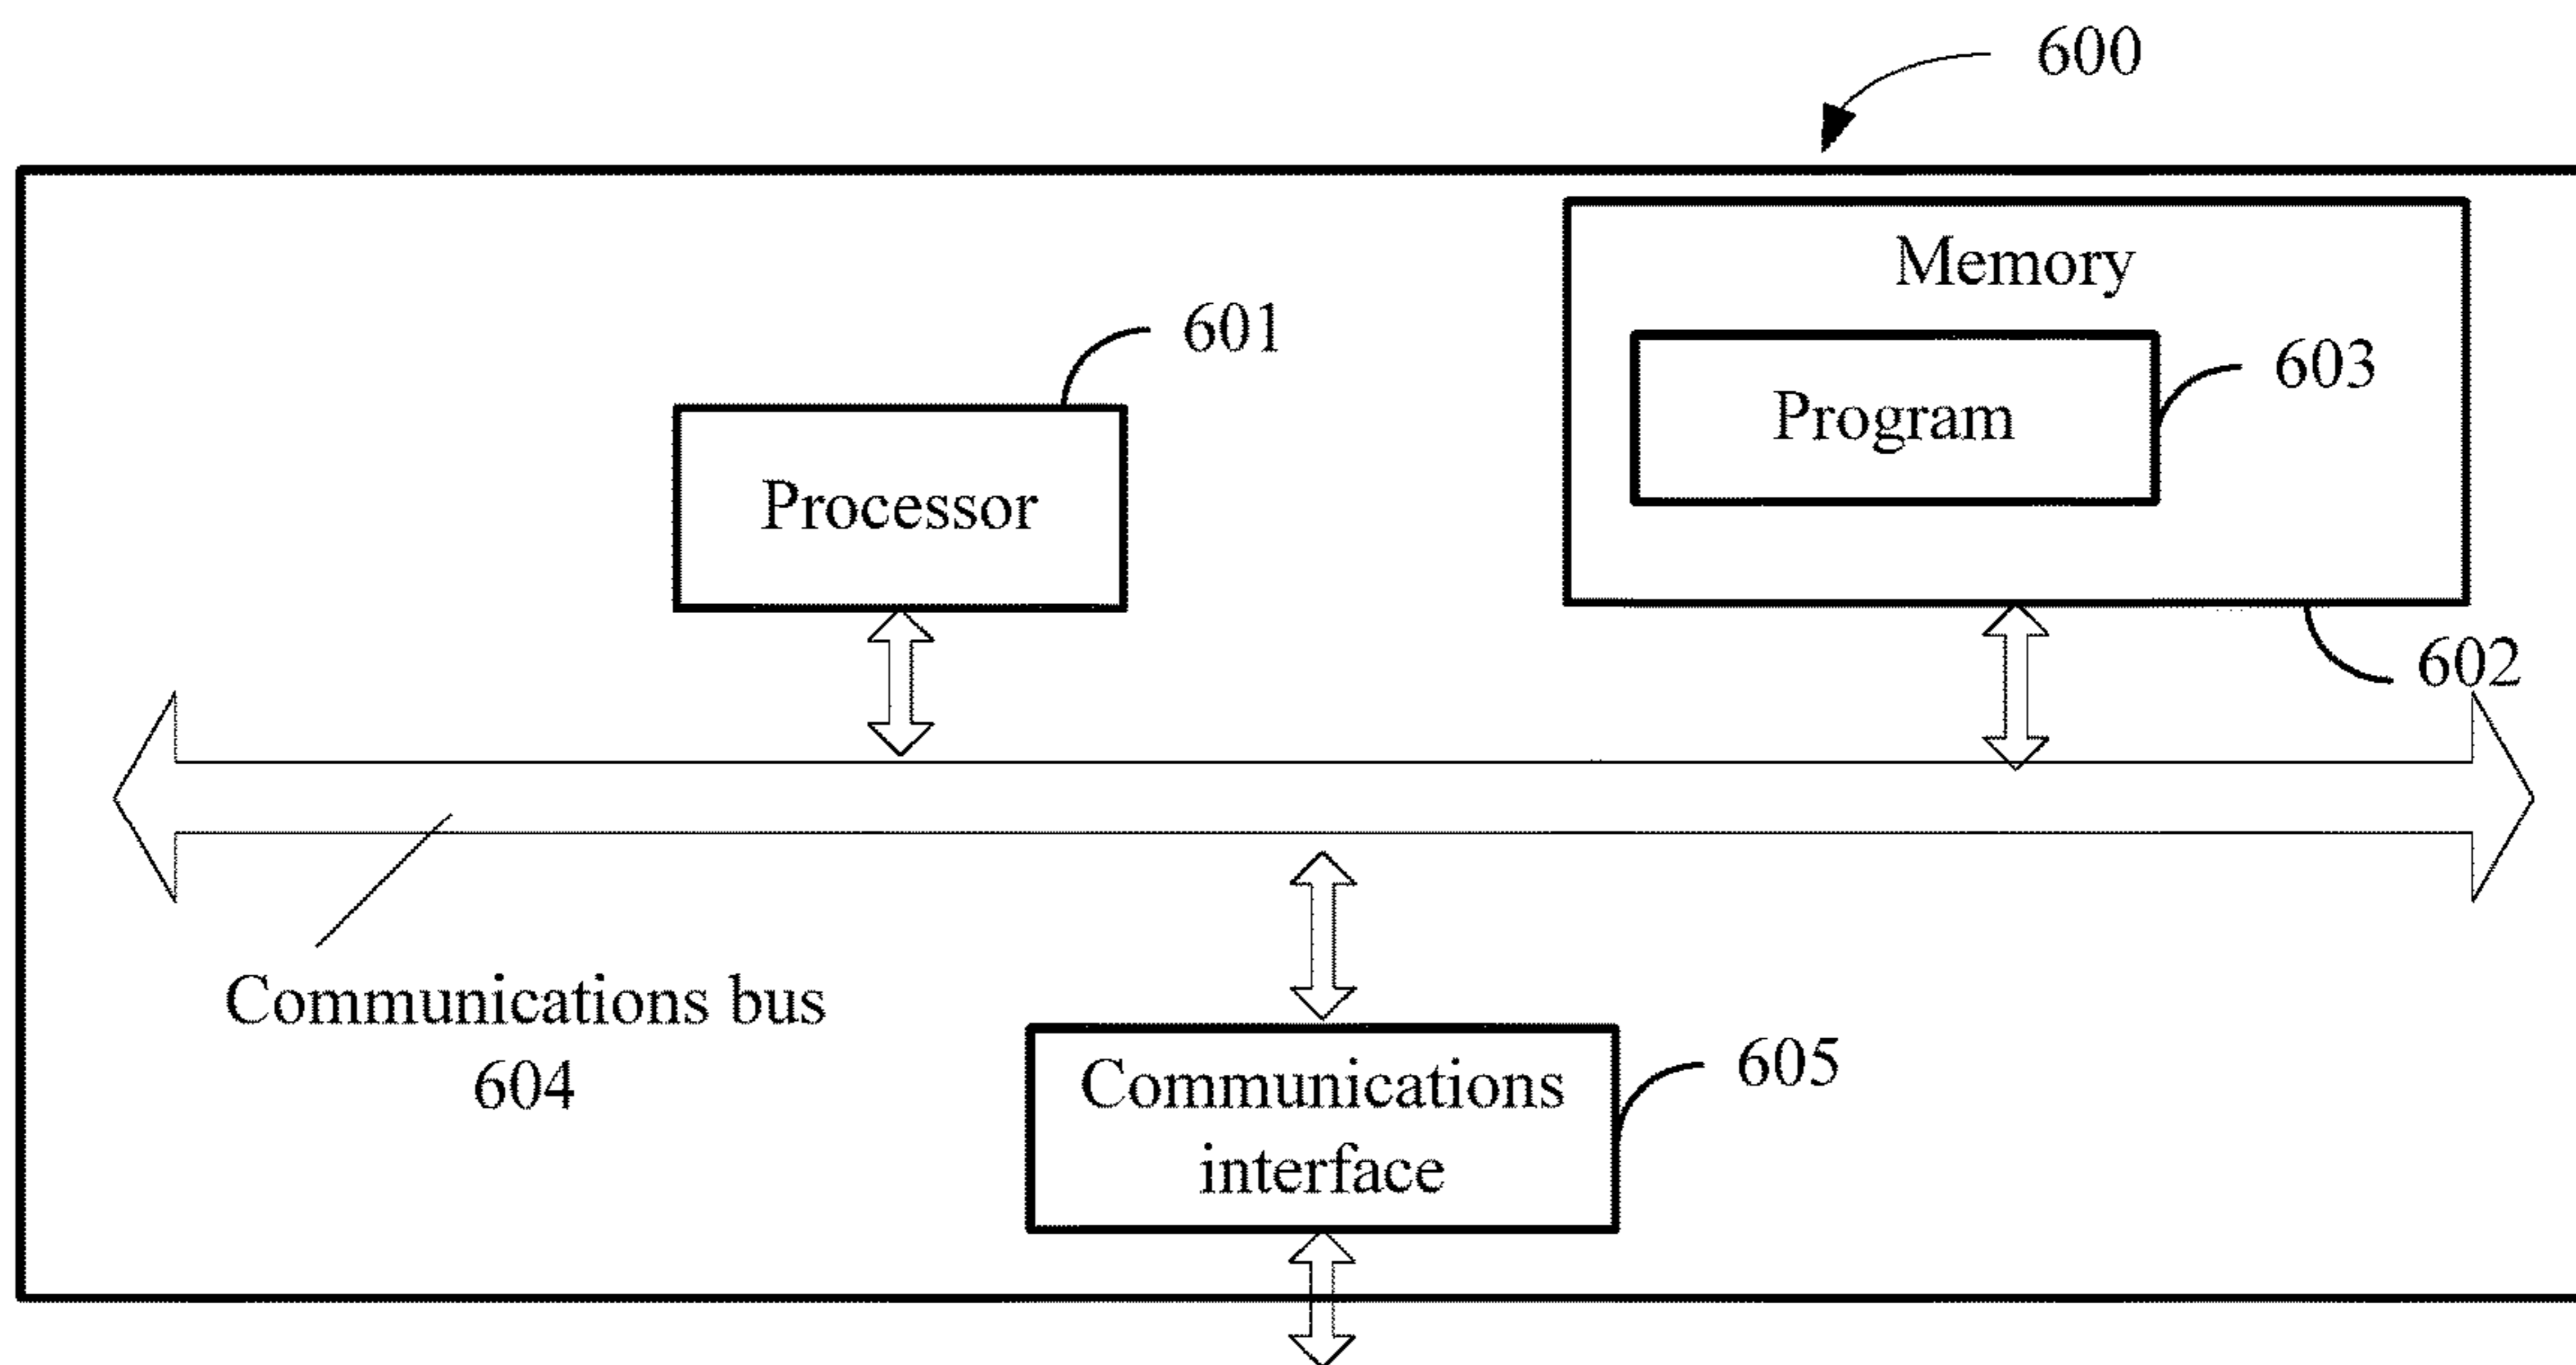 600
Memory
601
603
Program
Processor
602
Communications bus
604
605
Communications
interface